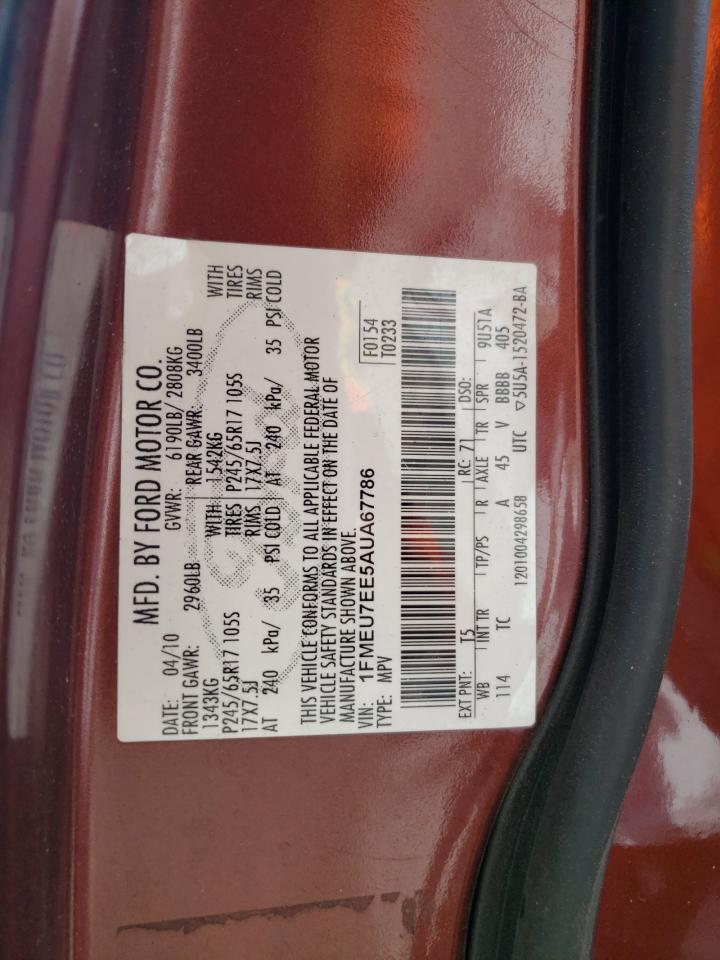 MFD. BY FORD MOTOR CO.
DATE: 04/10 GVWR: 6190LB/ 2808KG
FRONT GAWR: 2960LB REAR GAWR: 3400LB
1343KG WITH 1542KG WITH
P245/65R17 105S TIRES P245/65R17 105S TIRES
17X7.5J RIMS 17X7.5J RIMS
AT 240 kPa/ 35 PSI COLD AT 240 kPa/ 35 PSI COLD
THIS VEHICLE CONFORMS TO ALL APPLICABLE FEDERAL MOTOR
VEHICLE SAFETY STANDARDS IN EFFECT ON THE DATE OF
MANUFACTURE SHOWN ABOVE.
VIN: 1FMEU7EE5AUA67786 F0154
TYPE: MPV T0233
EXT PNT: T5 RC: 71 DSO:
WB INT TR TP/PS R AXLE TR SPR 9U51A
114 TC A 45 V BBBB 405
1201004298658 UTC ▽5U5A-1520472-BA